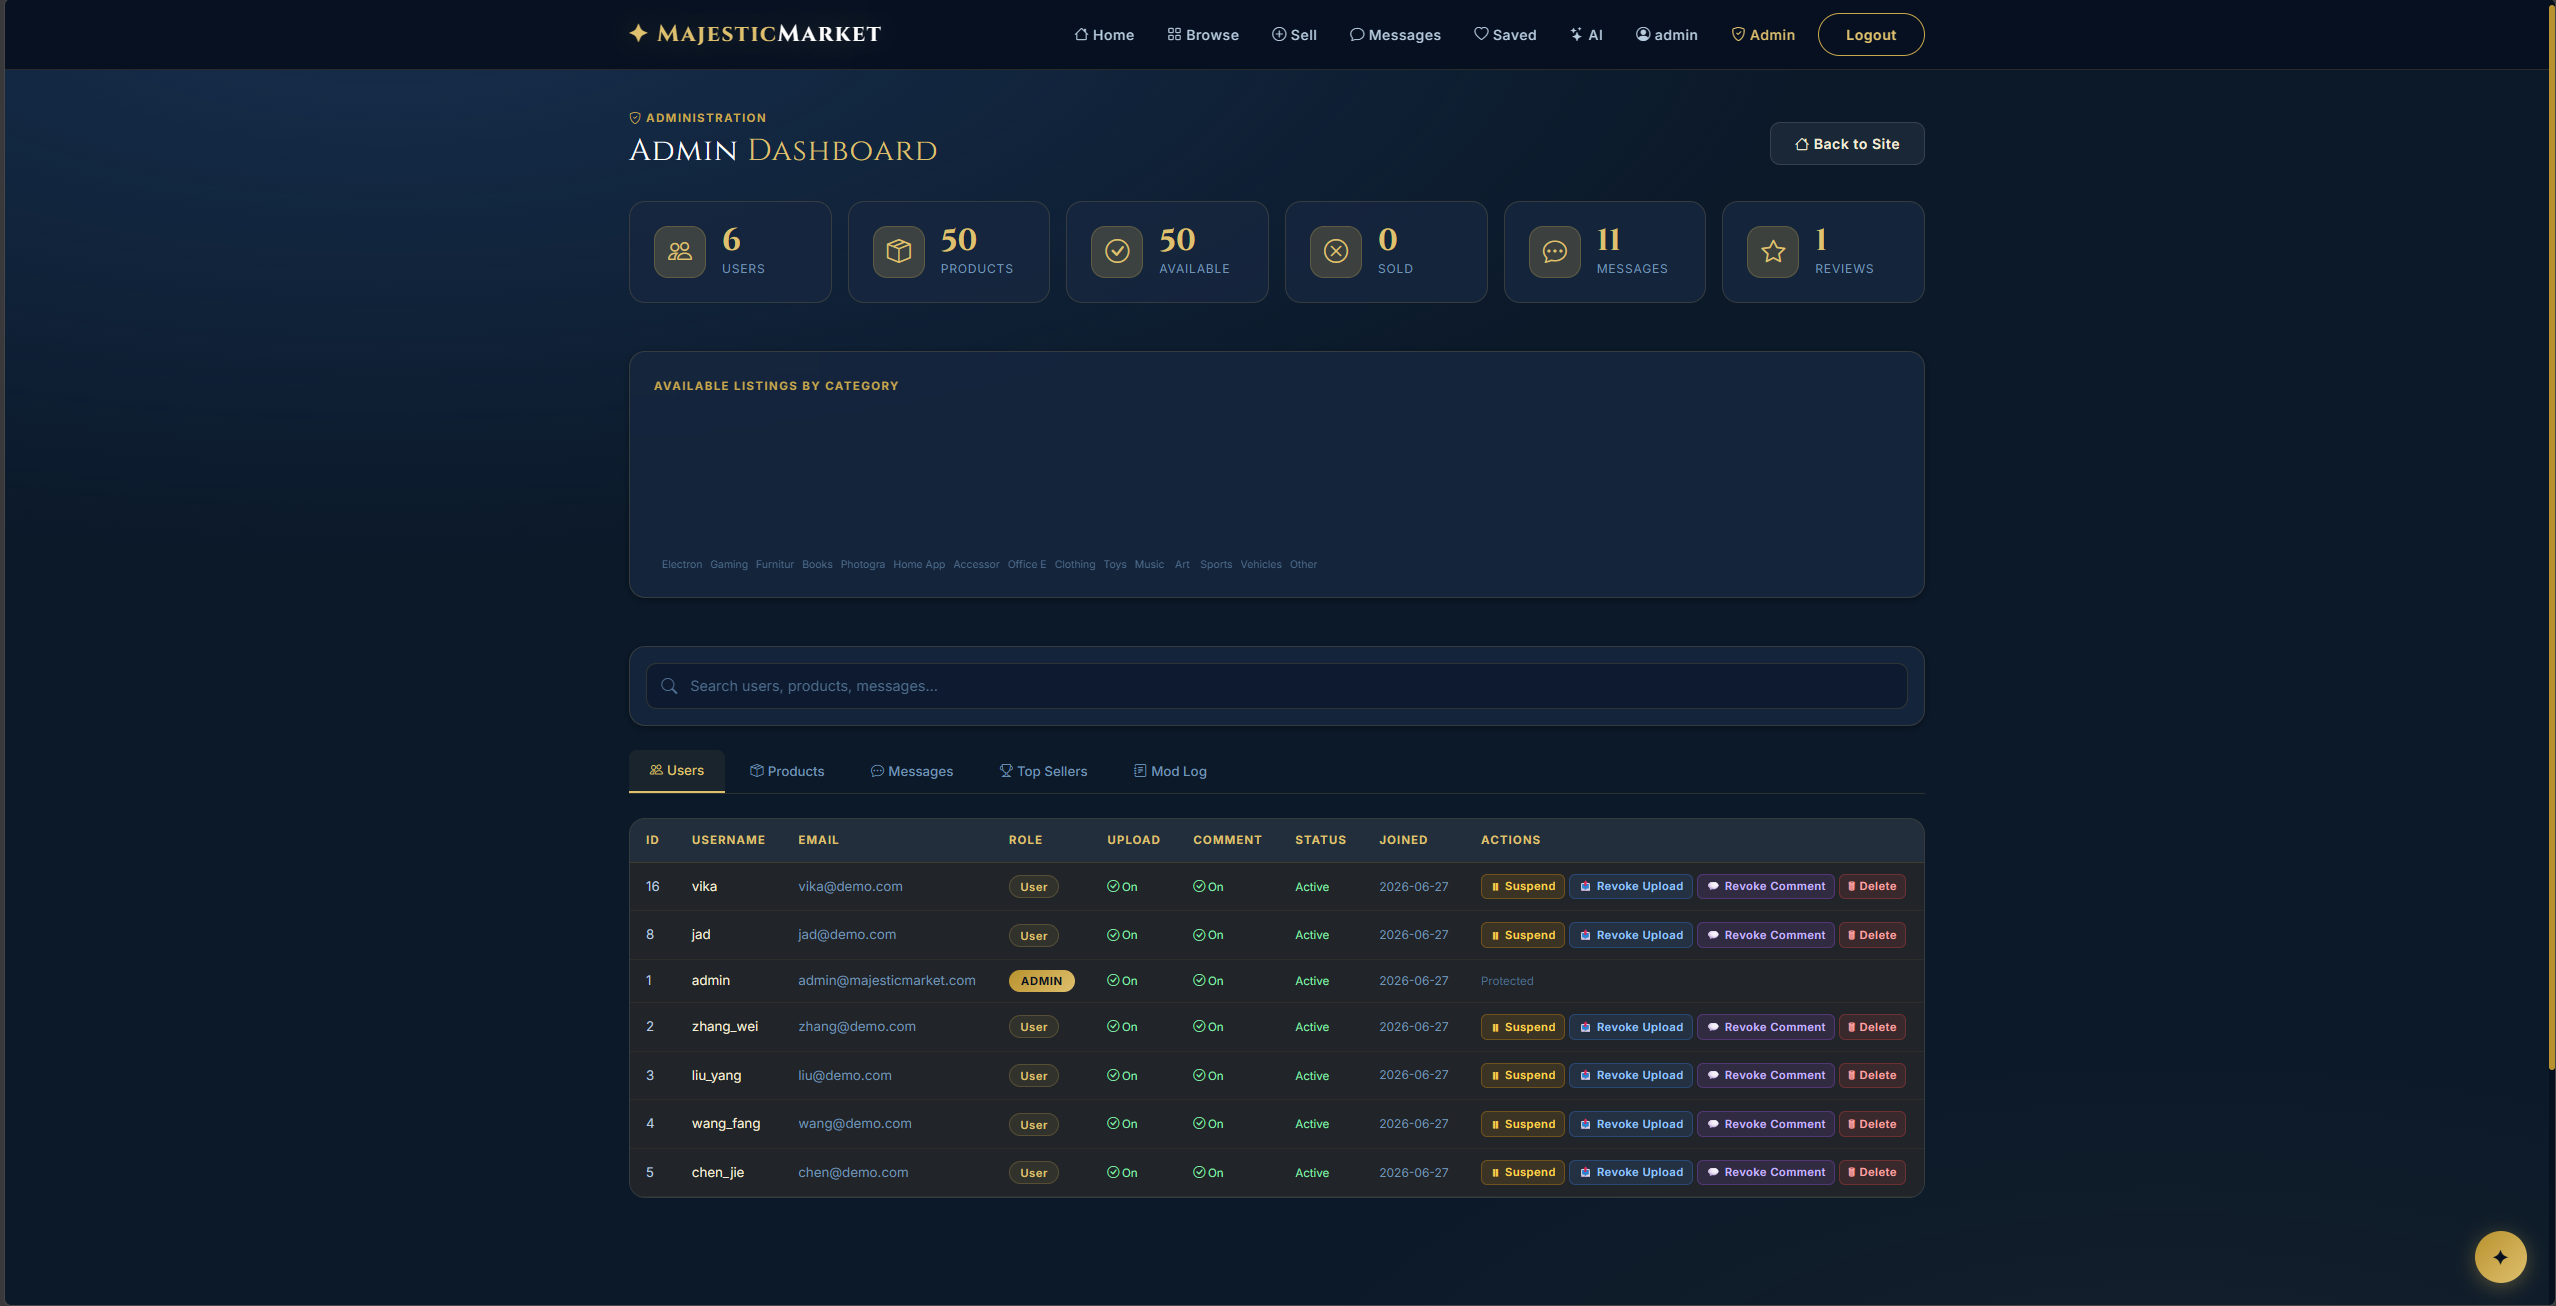 ✦ MajesticMarket
Home Browse Sell Messages Saved AI admin Admin Logout
ADMINISTRATION
Admin Dashboard
Back to Site
6
USERS
50
PRODUCTS
50
AVAILABLE
0
SOLD
11
MESSAGES
1
REVIEWS
AVAILABLE LISTINGS BY CATEGORY
Electron Gaming Furnitur Books Photogra Home App Accessor Office E Clothing Toys Music Art Sports Vehicles Other
Search users, products, messages...
Users Products Messages Top Sellers Mod Log
ID USERNAME EMAIL ROLE UPLOAD COMMENT STATUS JOINED ACTIONS
16 vika vika@demo.com User On On Active 2026-06-27 Suspend Revoke Upload Revoke Comment Delete
8 jad jad@demo.com User On On Active 2026-06-27 Suspend Revoke Upload Revoke Comment Delete
1 admin admin@majesticmarket.com ADMIN On On Active 2026-06-27 Protected
2 zhang_wei zhang@demo.com User On On Active 2026-06-27 Suspend Revoke Upload Revoke Comment Delete
3 liu_yang liu@demo.com User On On Active 2026-06-27 Suspend Revoke Upload Revoke Comment Delete
4 wang_fang wang@demo.com User On On Active 2026-06-27 Suspend Revoke Upload Revoke Comment Delete
5 chen_jie chen@demo.com User On On Active 2026-06-27 Suspend Revoke Upload Revoke Comment Delete